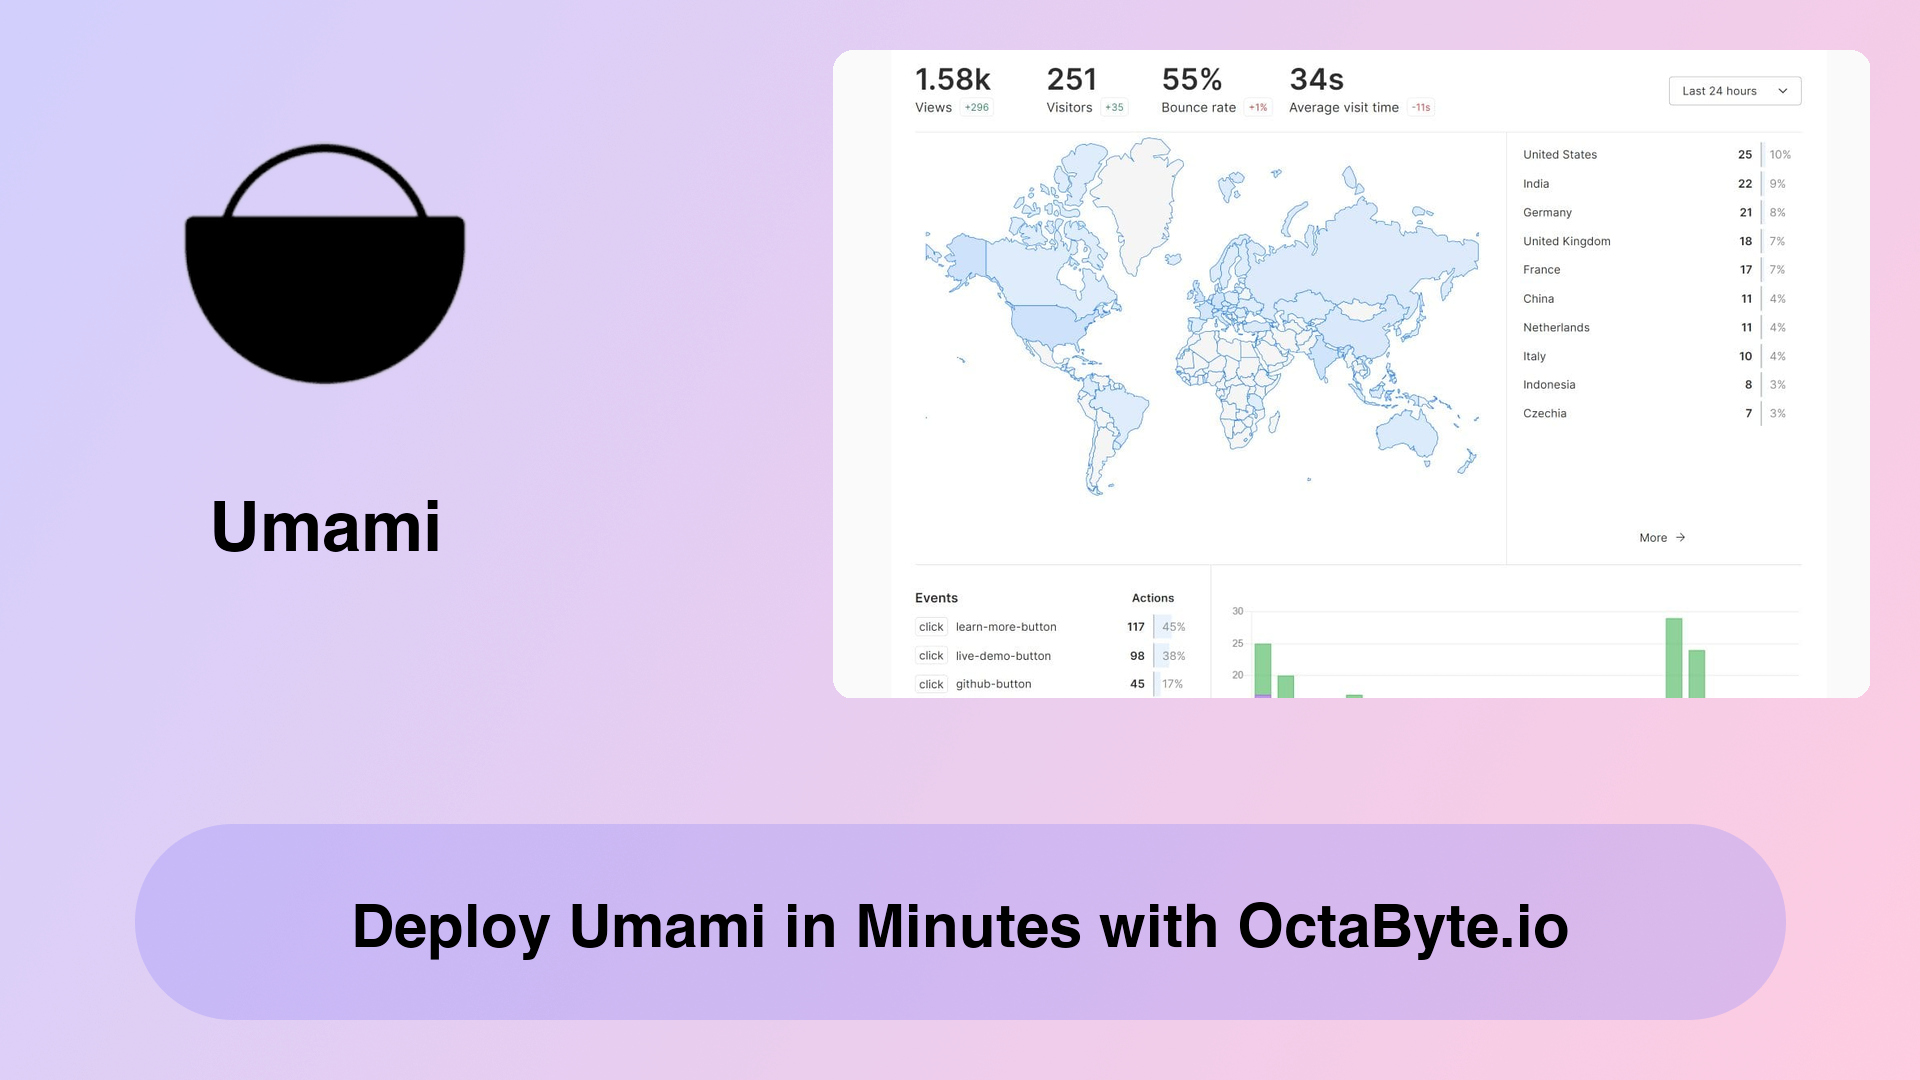 1.58k 251 55% 34s
Views +296 Visitors +35 Bounce rate +1% Average visit time -11s
Last 24 hours
United States 25 10%
India 22 9%
Germany 21 8%
United Kingdom 18 7%
France 17 7%
China 11 4%
Netherlands 11 4%
Italy 10 4%
Indonesia 8 3%
Czechia 7 3%
More
Events Actions
click learn-more-button 117 45%
click live-demo-button 98 38%
click github-button 45 17%
30
25
20
Umami
Deploy Umami in Minutes with OctaByte.io